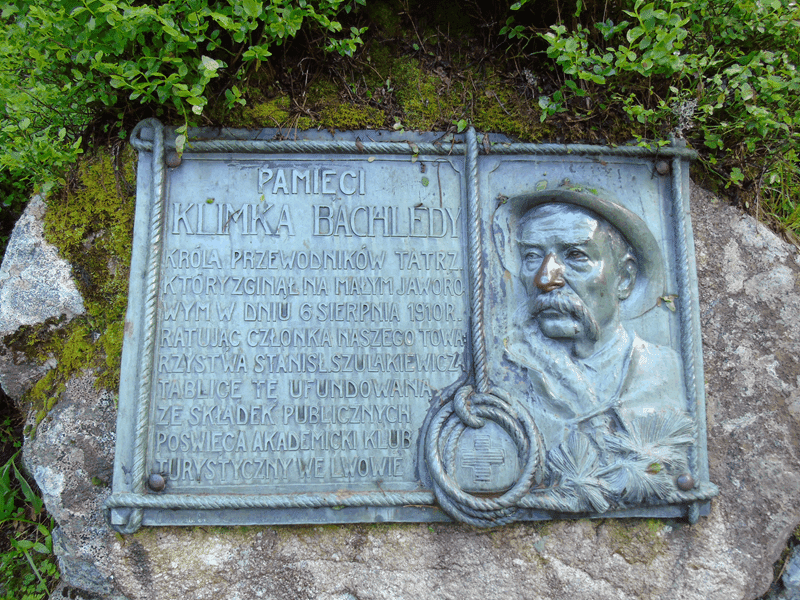 PAMIĘCI
KLIMKA BACHLEDY
KRÓLA PRZEWODNIKÓW TATRZ.
KTÓRY ZGINĄŁ NA MAŁYM JAWORO
WYM W DNIU 6 SIERPNIA 1910 R.
RATUJĄC CZŁONKA NASZEGO TOWA
RZYSTWA STANISŁ. SZULAKIEWICZA
TABLICĘ TĘ UFUNDOWANĄ
ZE SKŁADEK PUBLICZNYCH
POŚWIĘCA AKADEMICKI KLUB
TURYSTYCZNY WE LWOWIE